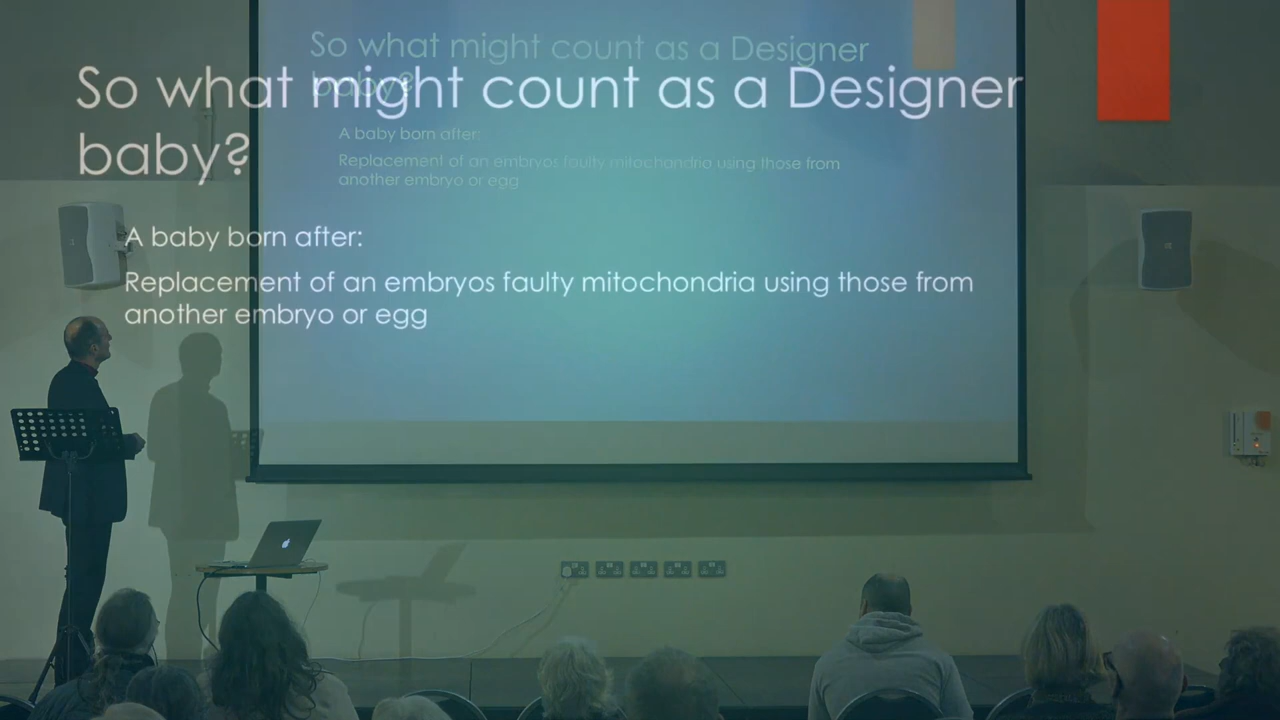 So what might count as a Designer
baby?
So what might count as a Designer
baby?
A baby born after:
Replacement of an embryos faulty mitochondria using those from
another embryo or egg
A baby born after:
Replacement of an embryos faulty mitochondria using those from
another embryo or egg